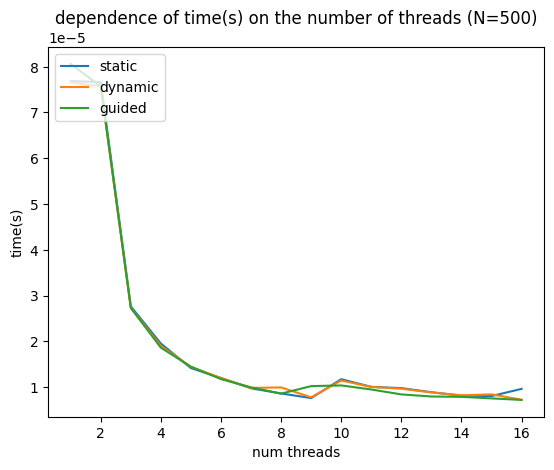 dependence of time(s) on the number of threads (N=500)
1e−5
static
dynamic
guided
8
7
6
5
4
3
2
1
time(s)
2 4 6 8 10 12 14 16
num threads